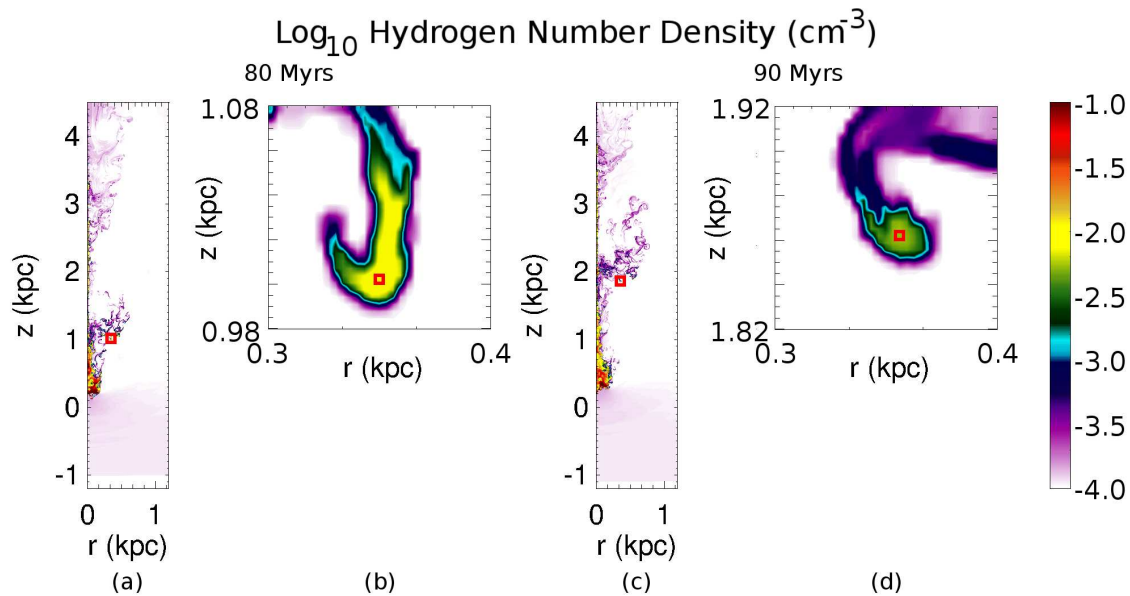 Log₁₀ Hydrogen Number Density (cm⁻³)
80 Myrs
90 Myrs
4
3
2
1
0
-1
z (kpc)
0 1
r (kpc)
(a)
1.08
0.98
z (kpc)
0.3 0.4
r (kpc)
(b)
4
3
2
1
0
-1
z (kpc)
0 1
r (kpc)
(c)
1.92
1.82
z (kpc)
0.3 0.4
r (kpc)
(d)
-1.0
-1.5
-2.0
-2.5
-3.0
-3.5
-4.0